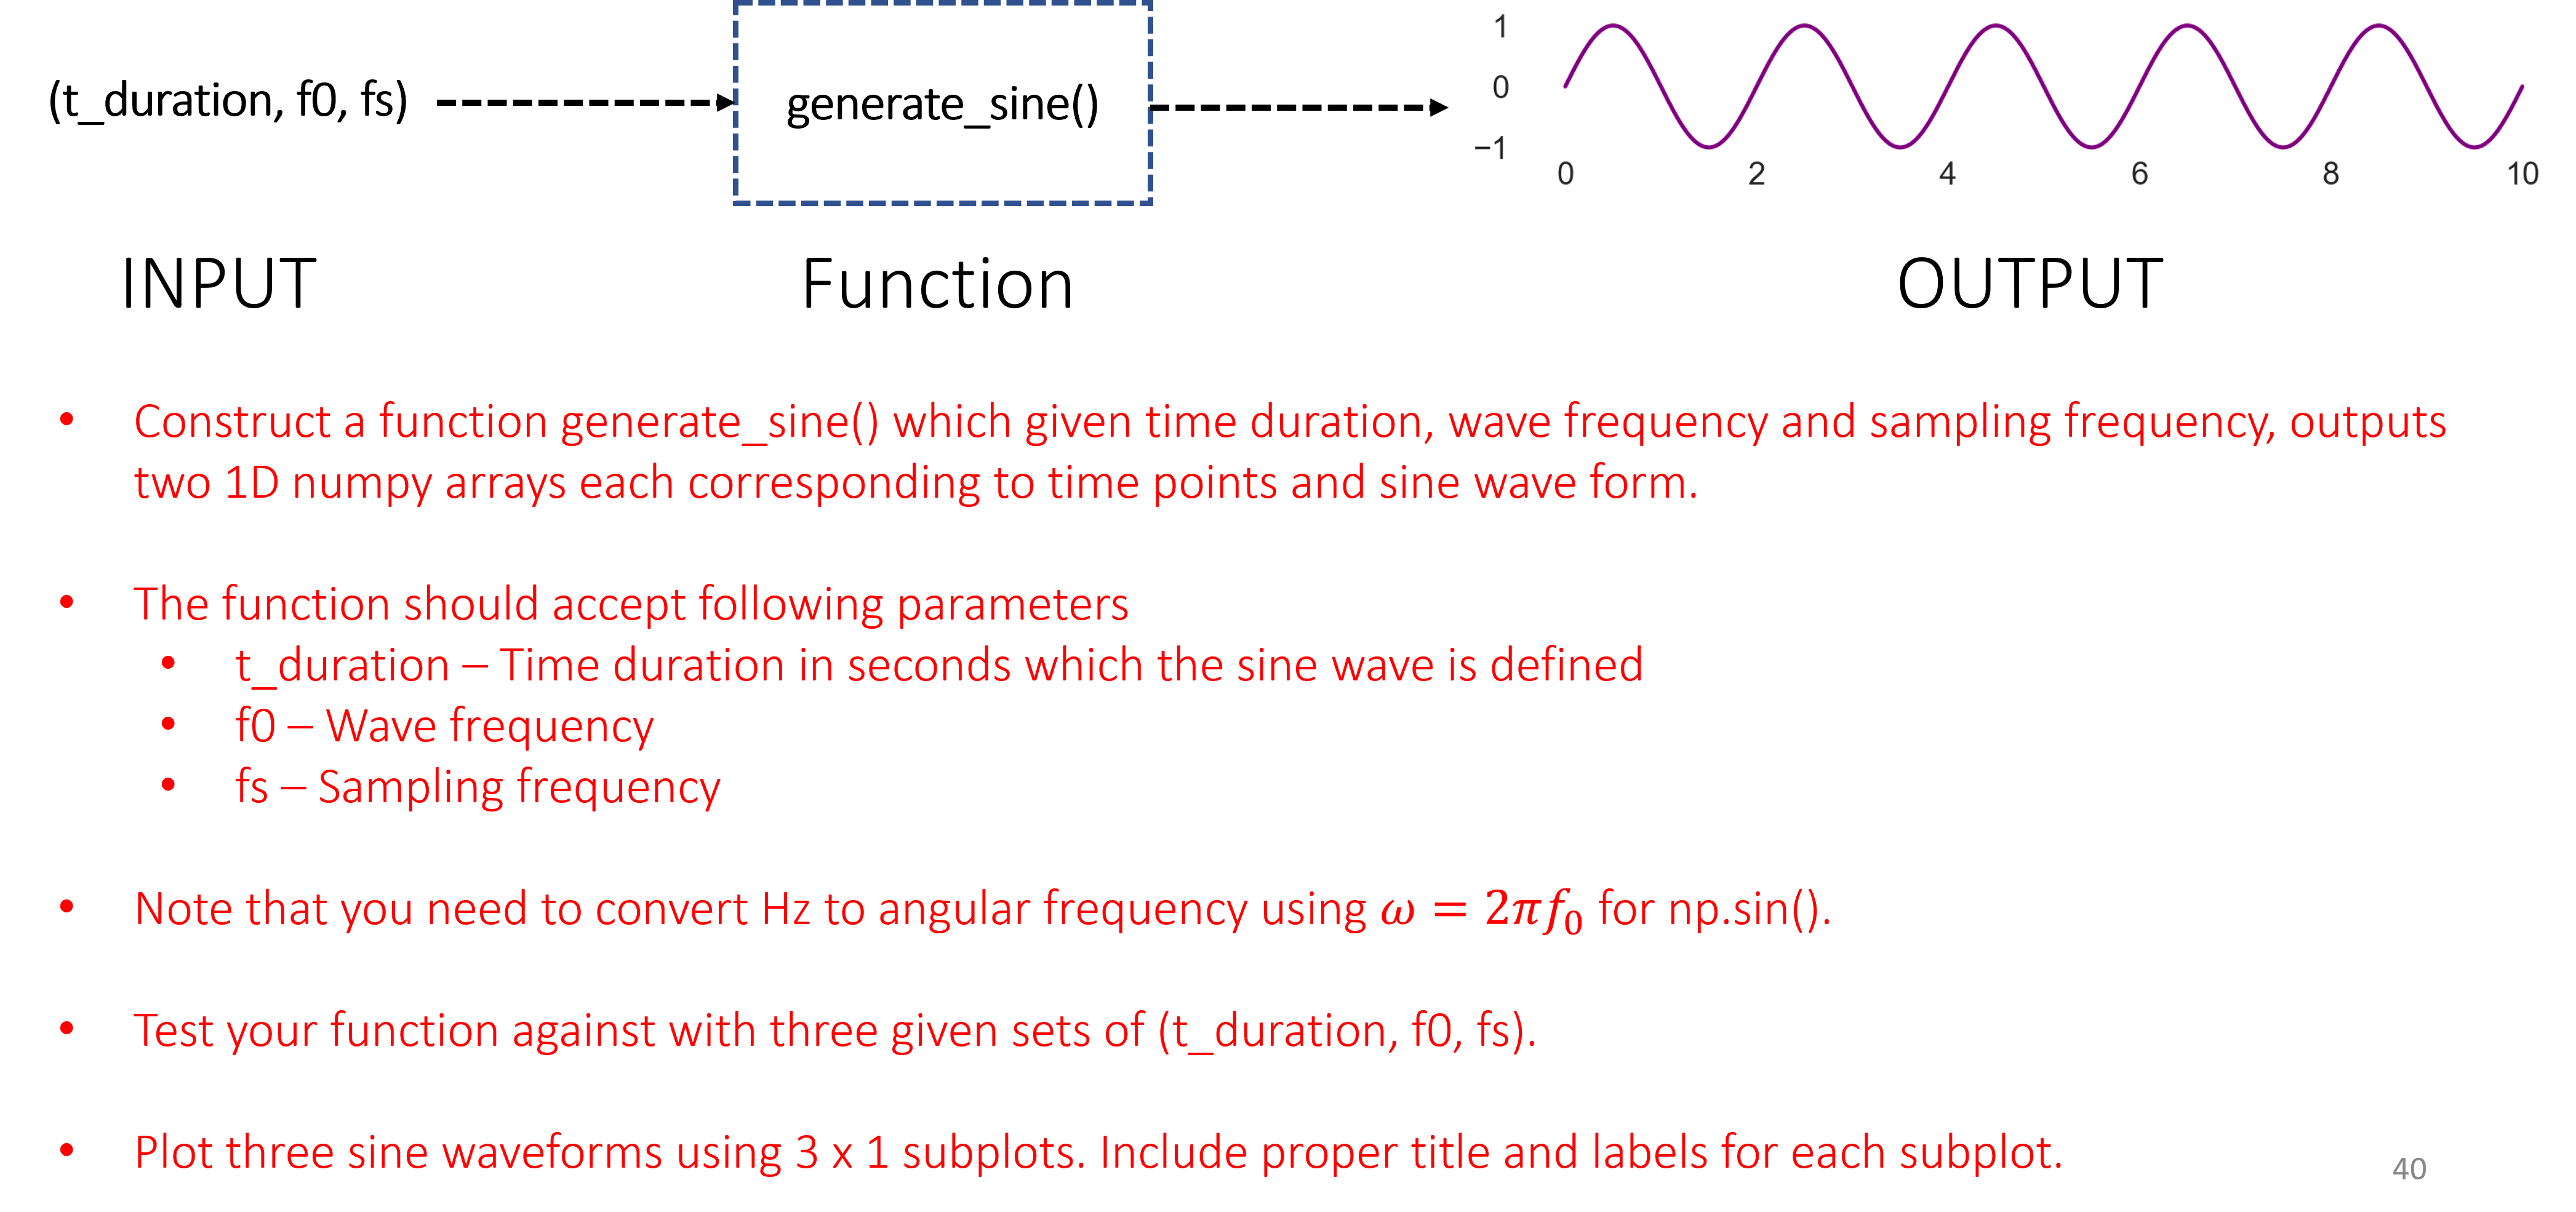 (t_duration, f0, fs)
generate_sine()
1
0
−1
0 2 4 6 8 10
INPUT
Function
OUTPUT
• Construct a function generate_sine() which given time duration, wave frequency and sampling frequency, outputs
two 1D numpy arrays each corresponding to time points and sine wave form.
• The function should accept following parameters
• t_duration – Time duration in seconds which the sine wave is defined
• f0 – Wave frequency
• fs – Sampling frequency
• Note that you need to convert Hz to angular frequency using ω = 2πf₀ for np.sin().
• Test your function against with three given sets of (t_duration, f0, fs).
• Plot three sine waveforms using 3 x 1 subplots. Include proper title and labels for each subplot.
40